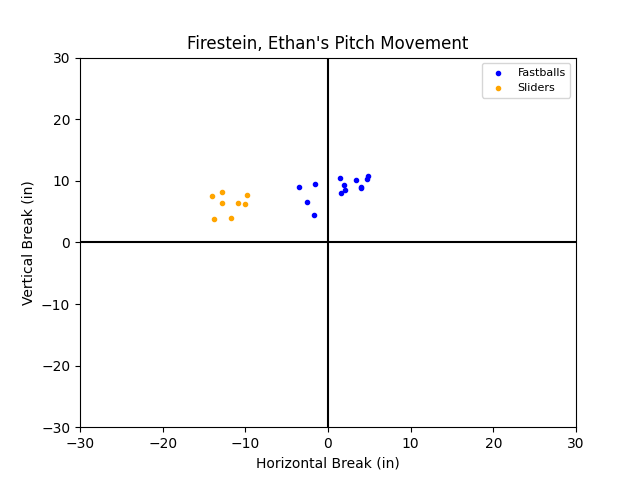 Firestein, Ethan's Pitch Movement
Fastballs
Sliders
30
20
10
0
−10
−20
−30
Vertical Break (in)
−30
−20
−10
0
10
20
30
Horizontal Break (in)